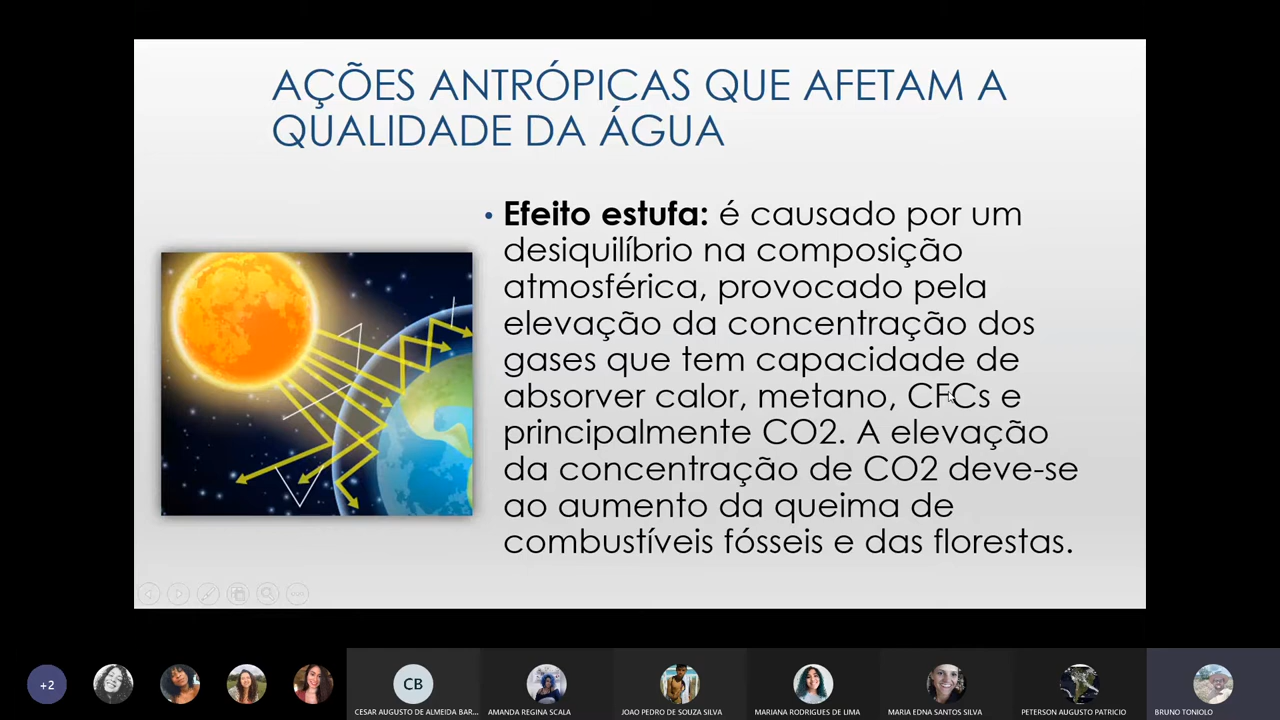 AÇÕES ANTRÓPICAS QUE AFETAM A
QUALIDADE DA ÁGUA
• Efeito estufa: é causado por um
desiquilíbrio na composição
atmosférica, provocado pela
elevação da concentração dos
gases que tem capacidade de
absorver calor, metano, CFCs e
principalmente CO2. A elevação
da concentração de CO2 deve-se
ao aumento da queima de
combustíveis fósseis e das florestas.
+2
CB
CESAR AUGUSTO DE ALMEIDA BAR...
AMANDA REGINA SCALA
JOAO PEDRO DE SOUZA SILVA
MARIANA RODRIGUES DE LIMA
MARIA EDNA SANTOS SILVA
PETERSON AUGUSTO PATRICIO
BRUNO TONIOLO